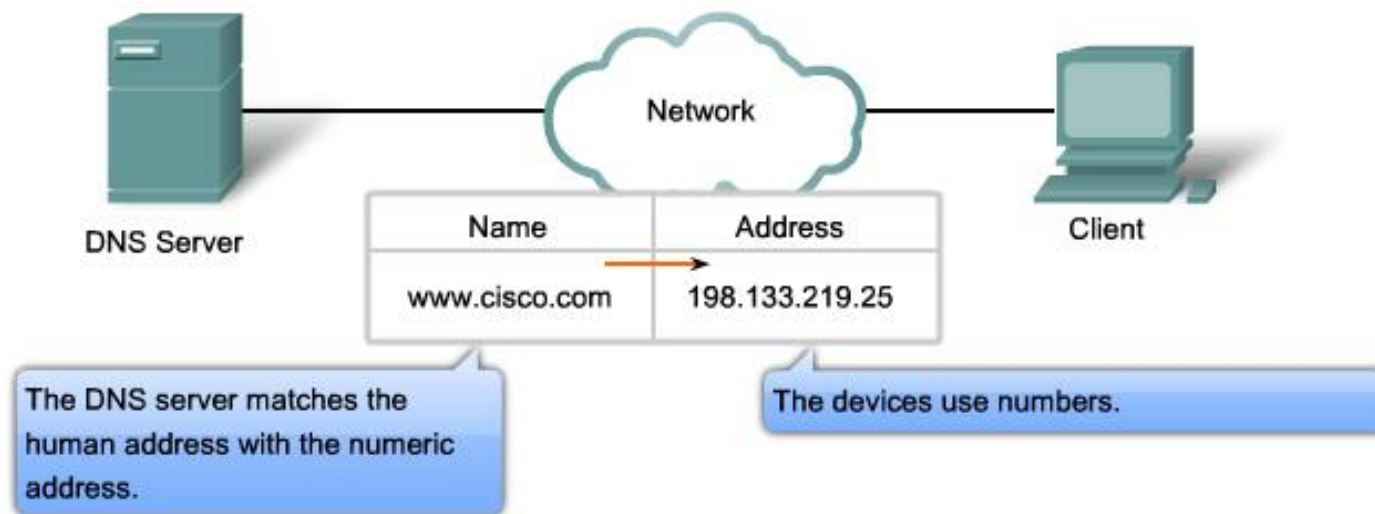 Network
DNS Server
Client
Name Address
www.cisco.com 198.133.219.25
The DNS server matches the
human address with the numeric
address.
The devices use numbers.